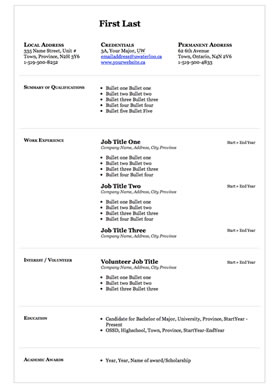 First Last
LOCAL ADDRESS
555 Name Street, Unit #
Town, Province, N2H 5Y6
1-519-500-8232
CREDENTIALS
3A, Your Major, UW
emailaddress@uwaterloo.ca
www.yourwebsite.ca
PERMANENT ADDRESS
62 6th Avenue
Town, Ontario, N4N C6
1-519-500-4835
SUMMARY OF QUALIFICATIONS
• Bullet one Bullet one
• Bullet two Bullet two
• Bullet three Bullet three
• Bullet four Bullet four
• Bullet five Bullet Five
WORK EXPERIENCE
Job Title One
Start – End Year
Company Name, Address, City Province
• Bullet one Bullet one
• Bullet two Bullet two
• Bullet three Bullet three
• Bullet four Bullet four
Job Title Two
Start – End Year
Company Name, Address, City Province
• Bullet one Bullet one
• Bullet two Bullet two
• Bullet three Bullet three
• Bullet four Bullet four
Job Title Three
Start – End Year
Company Name, Address, City Province
INTEREST / VOLUNTEER
Volunteer Job Title
Start – End Year
Company Name, Address, City Province
• Bullet one Bullet one
• Bullet two Bullet two
• Bullet three Bullet three
EDUCATION
• Candidate for Bachelor of Major, University, Province, StartYear -
Present
• OSSD, Highschool, Town, Province, StartYear-EndYear
ACADEMIC AWARDS
• Year, Year, Name of award/Scholarship